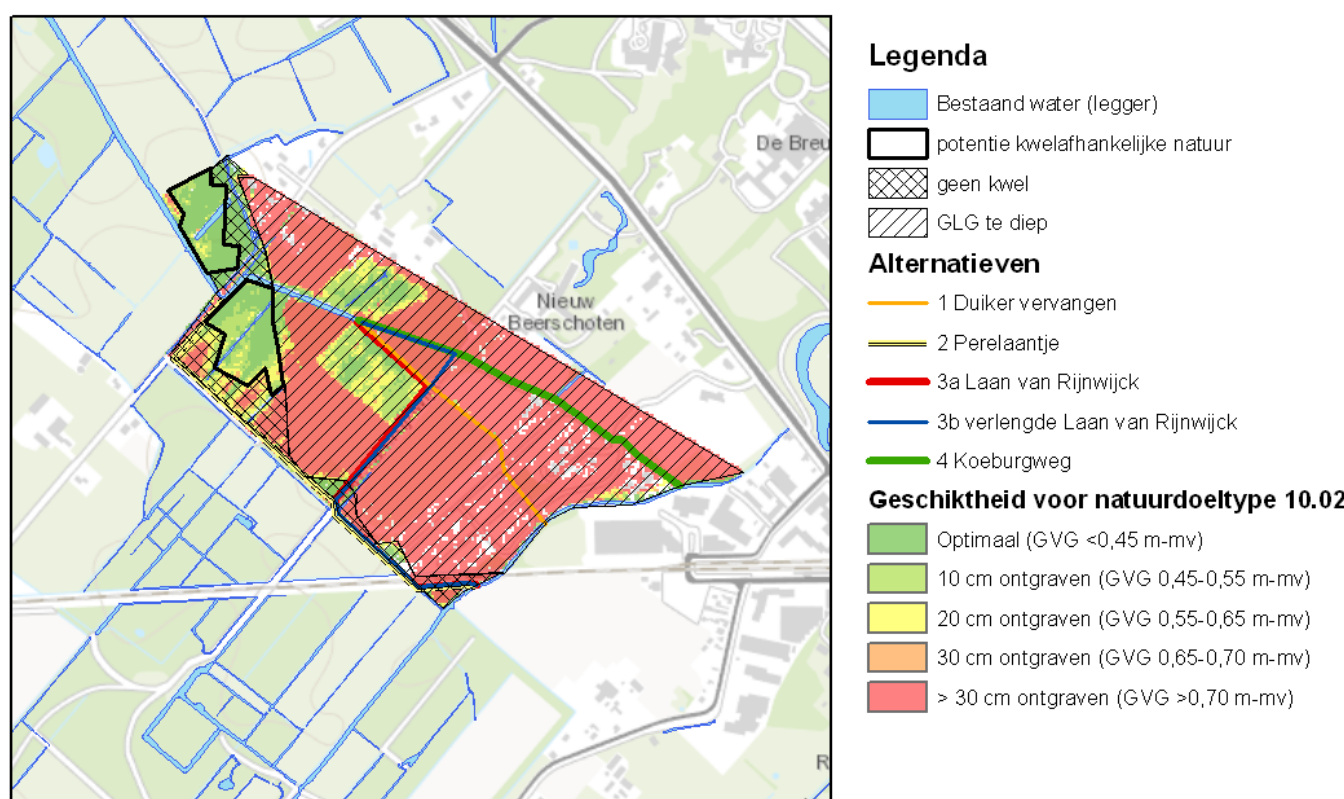 De Breu
Nieuw
Beerschoten
R
Legenda
Bestaand water (legger)
potentie kwelafhankelijke natuur
geen kwel
GLG te diep
Alternatieven
1 Duiker vervangen
2 Perelaantje
3a Laan van Rijnwijck
3b verlengde Laan van Rijnwijck
4 Koeburgweg
Geschiktheid voor natuurdoeltype 10.02
Optimaal (GVG <0,45 m-mv)
10 cm ontgraven (GVG 0,45-0,55 m-mv)
20 cm ontgraven (GVG 0,55-0,65 m-mv)
30 cm ontgraven (GVG 0,65-0,70 m-mv)
> 30 cm ontgraven (GVG >0,70 m-mv)